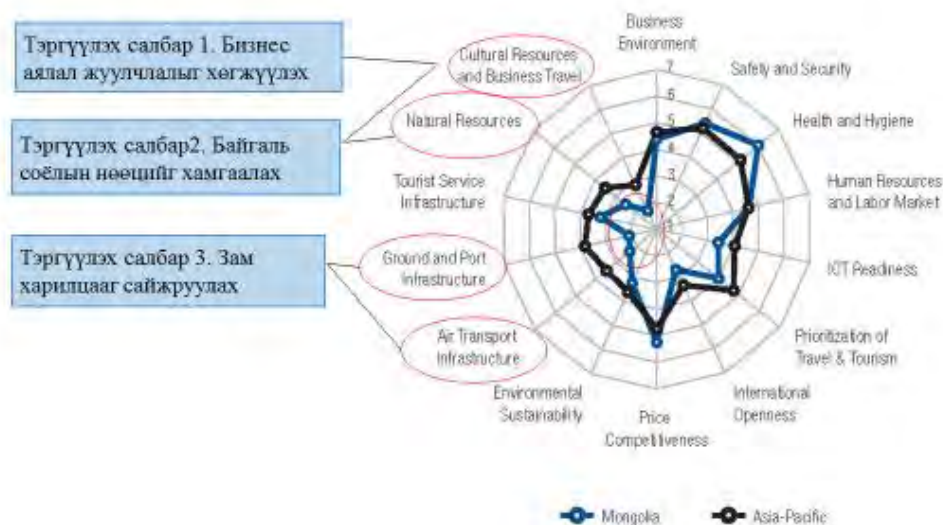 Тэргүүлэх салбар 1. Бизнес
аялал жуулчлалыг хөгжүүлэх
Тэргүүлэх салбар2. Байгаль
соёлын нөөцийг хамгаалах
Тэргүүлэх салбар 3. Зам
харилцааг сайжруулах
Business
Environment
Safety and Security
Health and Hygiene
Human Resources
and Labor Market
ICT Readiness
Prioritization of
Travel & Tourism
International
Openness
Price
Competitiveness
Environmental
Sustainability
Air Transport
Infrastructure
Ground and Port
Infrastructure
Tourist Service
Infrastructure
Natural Resources
Cultural Resources
and Business Travel
7
6
5
4
3
2
1
Mongolia
Asia-Pacific